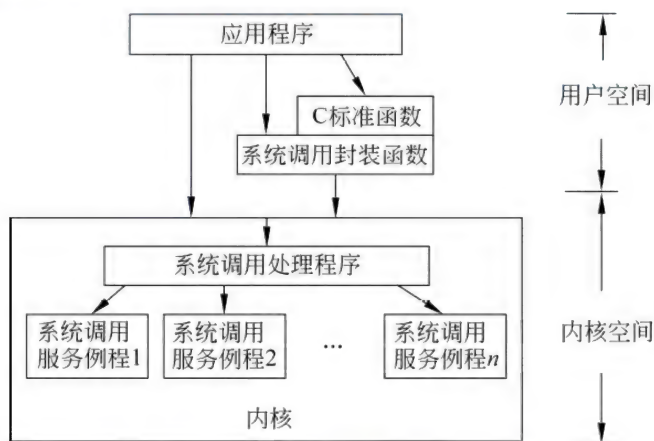 应用程序
用户空间
C标准函数
系统调用封装函数
系统调用处理程序
系统调用
服务例程1
系统调用
服务例程2
...
系统调用
服务例程n
内核空间
内核